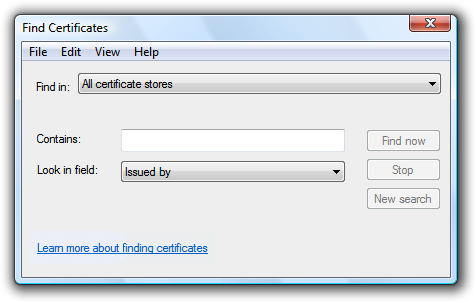 Find Certificates
File Edit View Help
Find in: All certificate stores
Contains: Find now
Look in field: Issued by Stop
New search
Learn more about finding certificates